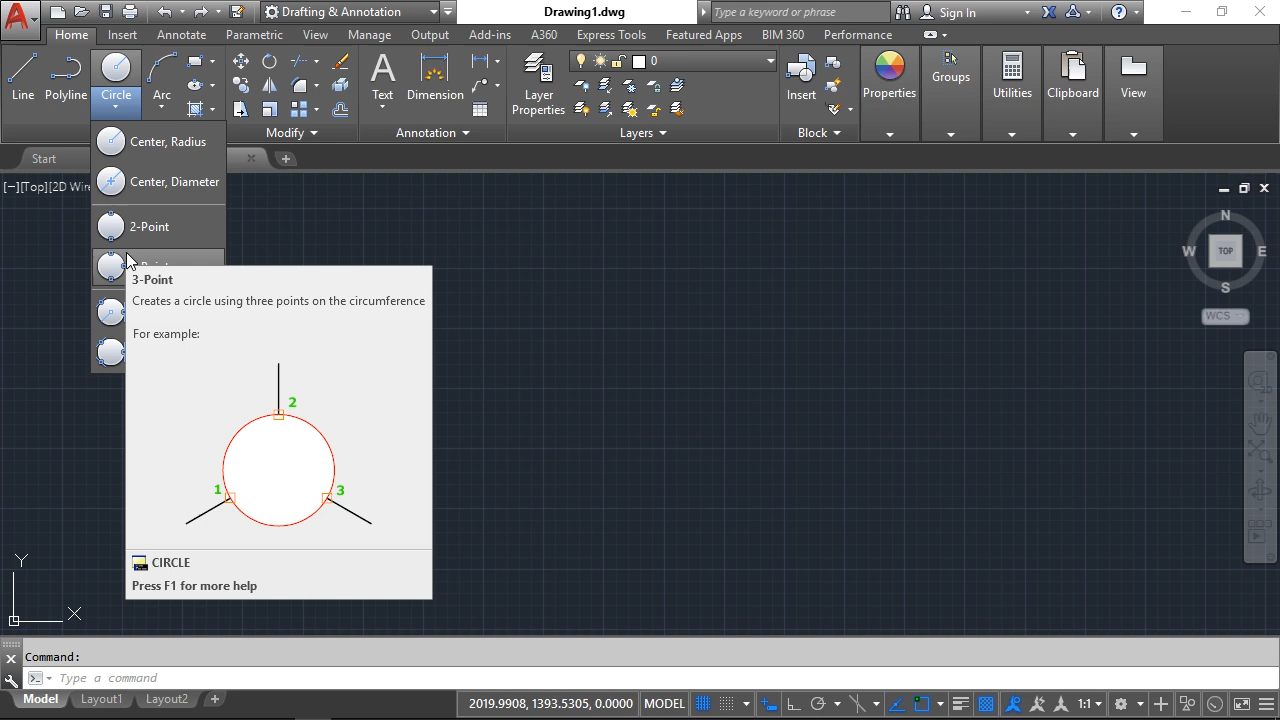 Drafting & Annotation
Drawing1.dwg
Type a keyword or phrase
Sign In
Home Insert Annotate Parametric View Manage Output Add-ins A360 Express Tools Featured Apps BIM 360 Performance
Line Polyline Circle Arc
Text Dimension
Layer Properties
0
Insert
Properties
Groups
Utilities
Clipboard
View
Modify
Annotation
Layers
Block
Start
[−][Top][2D Wire
Center, Radius
Center, Diameter
2-Point
3-Point
Creates a circle using three points on the circumference
For example:
2
1
3
CIRCLE
Press F1 for more help
N
W TOP E
S
WCS
Y
X
Command:
Type a command
Model Layout1 Layout2
2019.9908, 1393.5305, 0.0000 MODEL
1:1